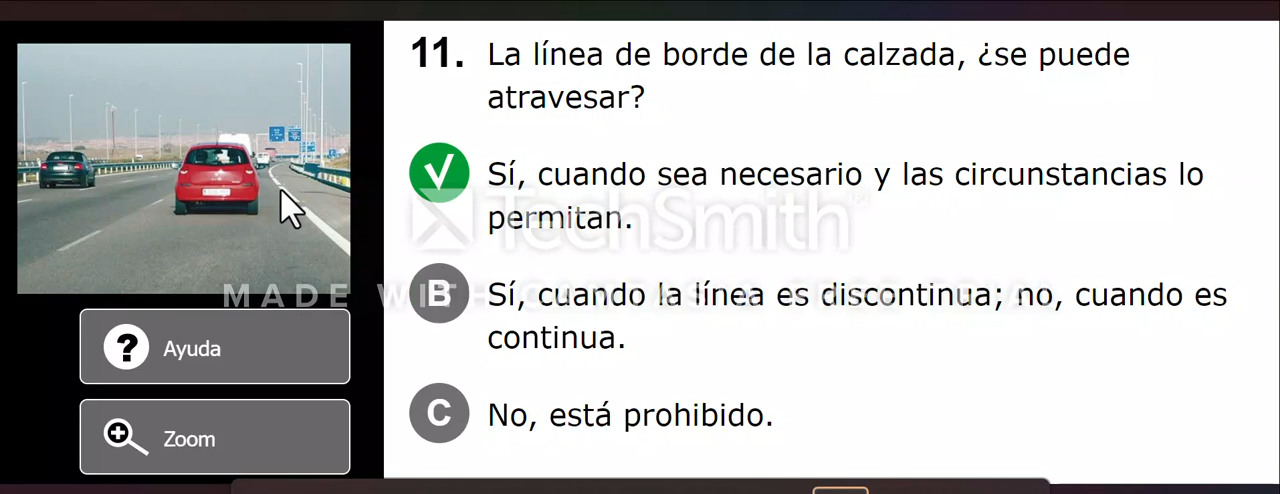 11. La línea de borde de la calzada, ¿se puede
atravesar?
Sí, cuando sea necesario y las circunstancias lo
permitan.
TechSmith
MADE WITH
B Sí, cuando la línea es discontinua; no, cuando es
continua.
C No, está prohibido.
? Ayuda
Zoom